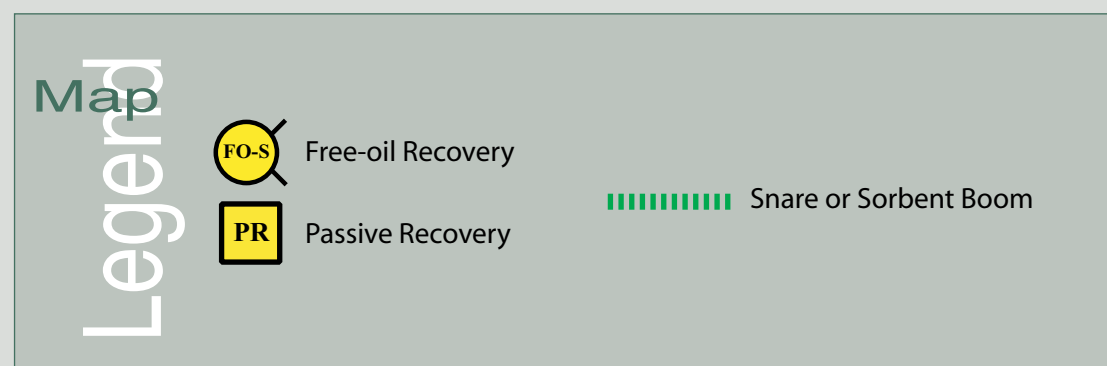 Map
Legend
FO-S Free-oil Recovery
PR Passive Recovery
Snare or Sorbent Boom